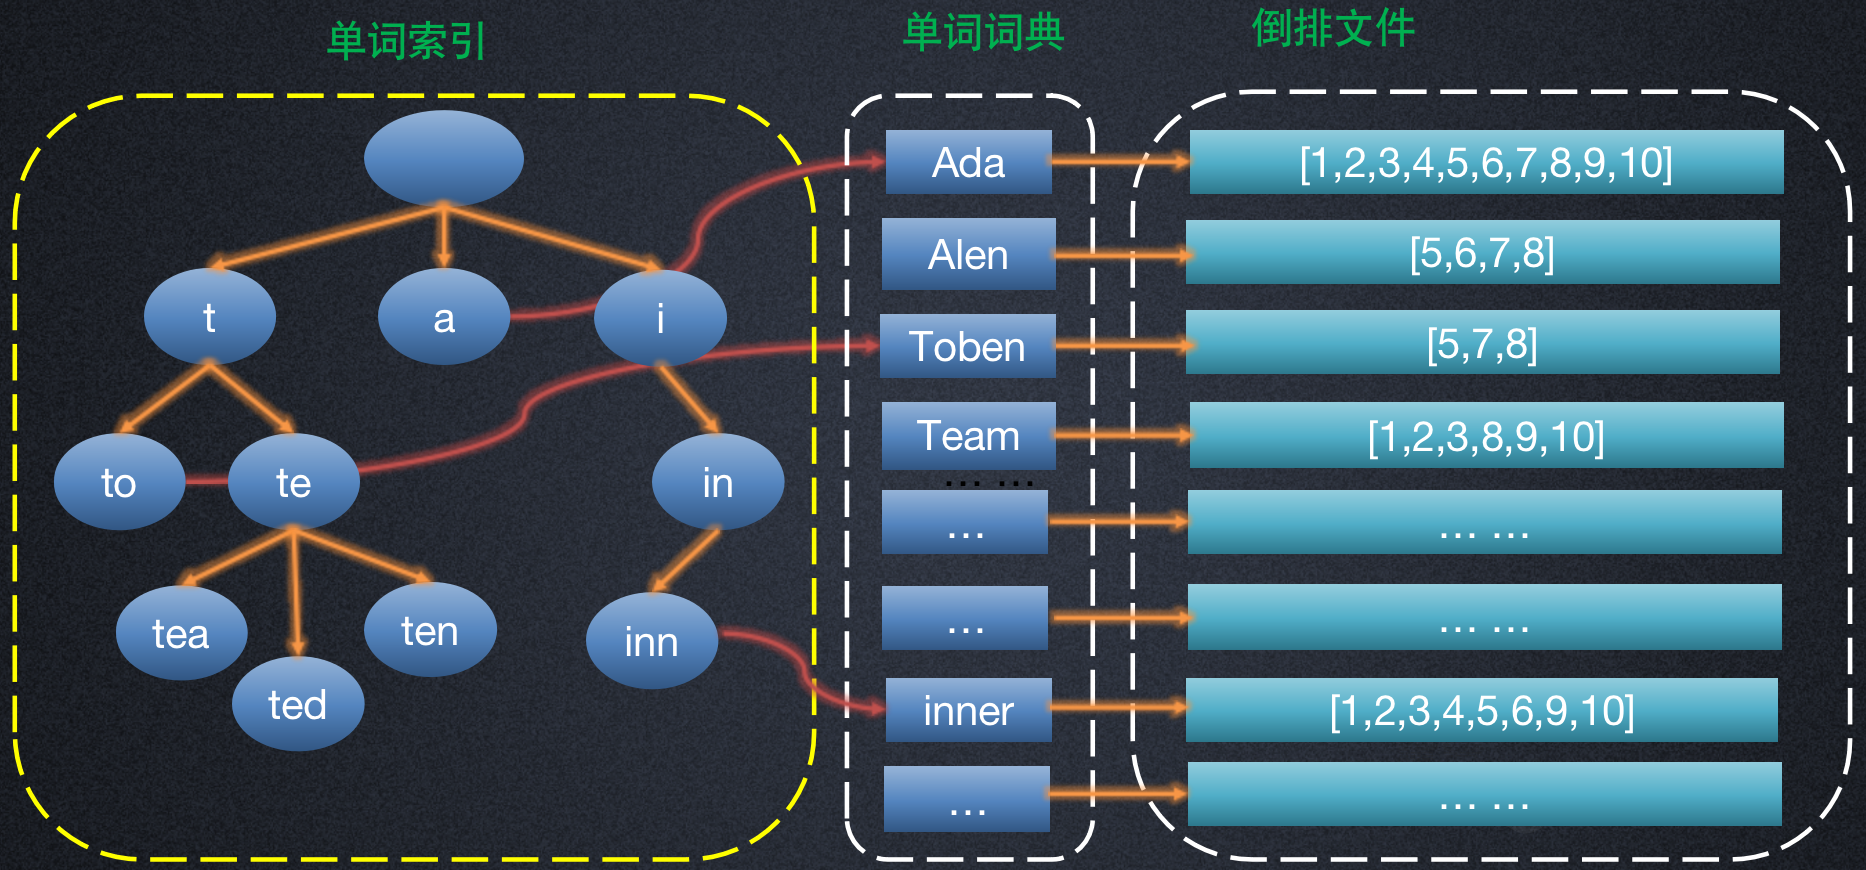 单词索引
单词词典
倒排文件
t
a
i
to
te
in
tea
ted
ten
inn
Ada
[1,2,3,4,5,6,7,8,9,10]
Alen
[5,6,7,8]
Toben
[5,7,8]
Team
[1,2,3,8,9,10]
... ...
...
... ...
...
... ...
inner
[1,2,3,4,5,6,9,10]
...
... ...